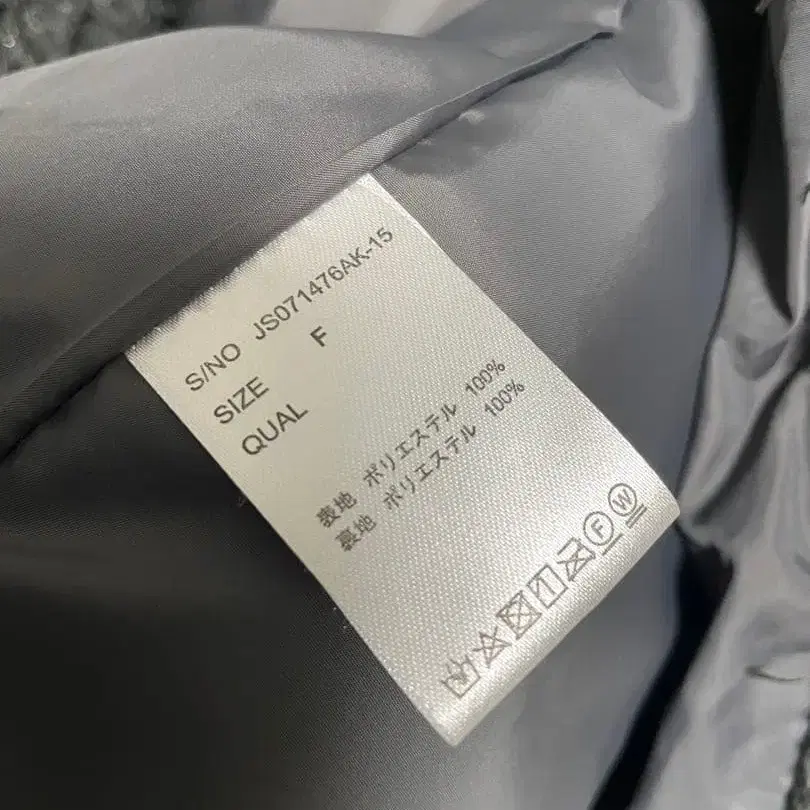 S/NO JS071476AK-15
SIZE F
QUAL
表地 ポリエステル 100%
裏地 ポリエステル 100%
F W